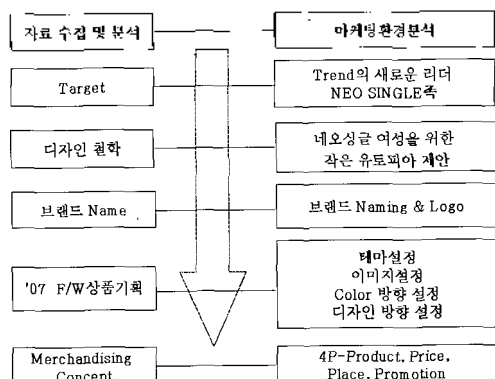 자료 수집 및 분석
마케팅환경분석
Target
Trend의 새로운 리더
NEO SINGLE족
디자인 철학
네오싱글 여성을 위한
작은 유토피아 제안
브랜드 Name
브랜드 Naming & Logo
'07 F/W상품기획
테마설정
이미지설정
Color 방향 설정
디자인 방향 설정
Merchandising
Concept
4P-Product, Price,
Place, Promotion